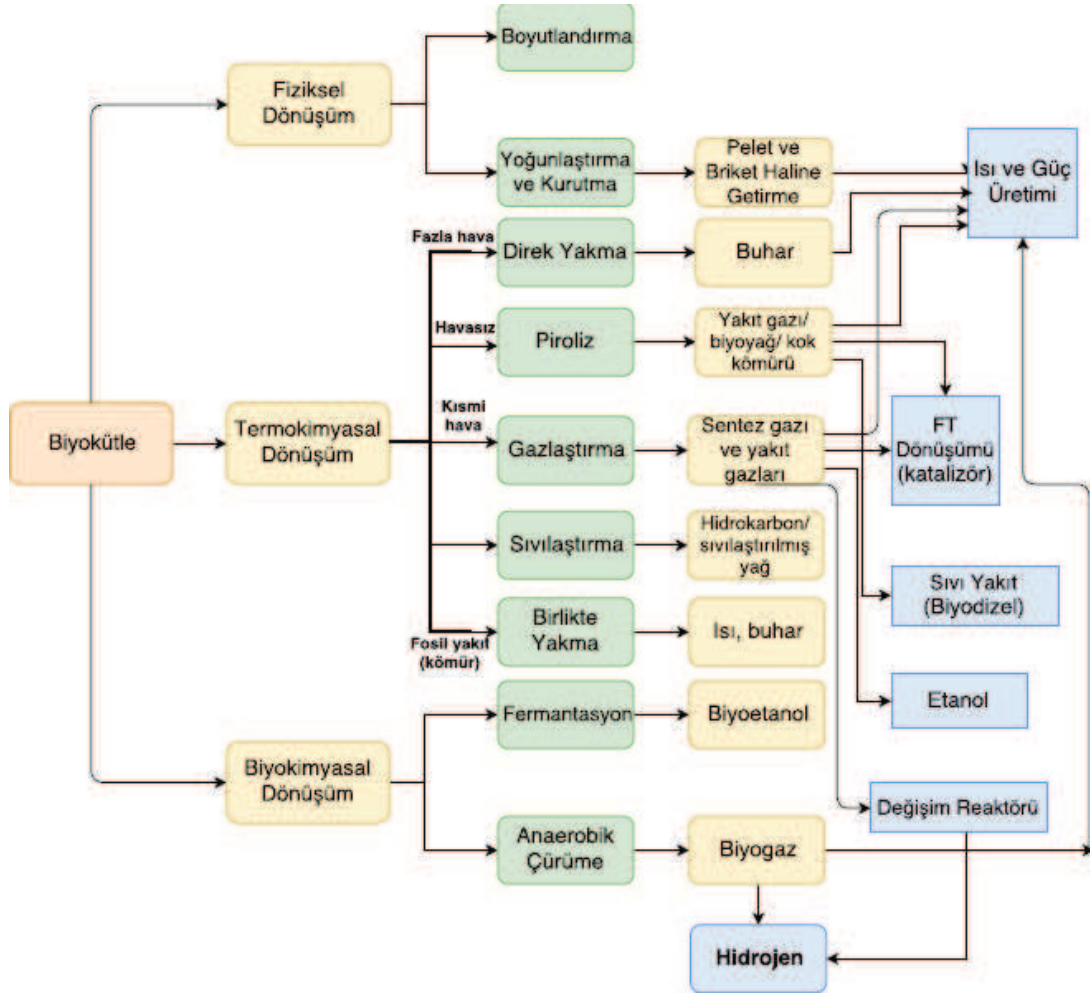 Boyutlandırma
Fiziksel
Dönüşüm
Yoğunlaştırma
ve Kurutma
Pelet ve
Briket Haline
Getirme
Isı ve Güç
Üretimi
Fazla hava
Direk Yakma
Buhar
Havasız
Piroliz
Yakıt gazı/
biyoyağ/ kok
kömürü
Biyokütle
Termokimyasal
Dönüşüm
Kısmi
hava
Gazlaştırma
Sentez gazı
ve yakıt
gazları
FT
Dönüşümü
(katalizór)
Sıvılaştırma
Hidrokarbon/
sıvılaştırılmış
yağ
Sıvı Yakıt
(Biyodizel)
Fosil yakıt
(kömür)
Birlikte
Yakma
Isı, buhar
Etanol
Fermantasyon
Biyoetanol
Biyokimyasal
Dönüşüm
Değişim Reaktörü
Anaerobik
Çürüme
Biyogaz
Hidrojen